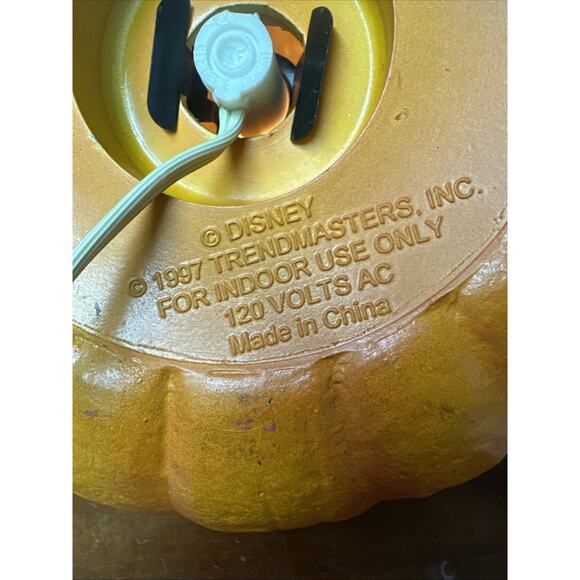 © DISNEY
© 1997 TRENDMASTERS, INC.
FOR INDOOR USE ONLY
120 VOLTS AC
Made in China